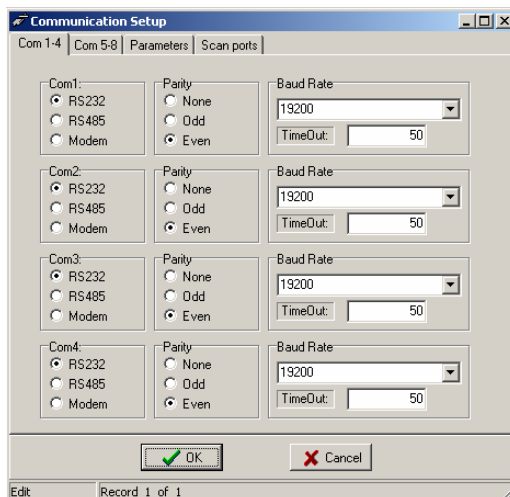 Communication Setup
Com 1-4 Com 5-8 Parameters Scan ports
Com1: Parity Baud Rate
RS232 None 19200
RS485 Odd TimeOut: 50
Modem Even
Com2: Parity Baud Rate
RS232 None 19200
RS485 Odd TimeOut: 50
Modem Even
Com3: Parity Baud Rate
RS232 None 19200
RS485 Odd TimeOut: 50
Modem Even
Com4: Parity Baud Rate
RS232 None 19200
RS485 Odd TimeOut: 50
Modem Even
OK Cancel
Edit Record 1 of 1